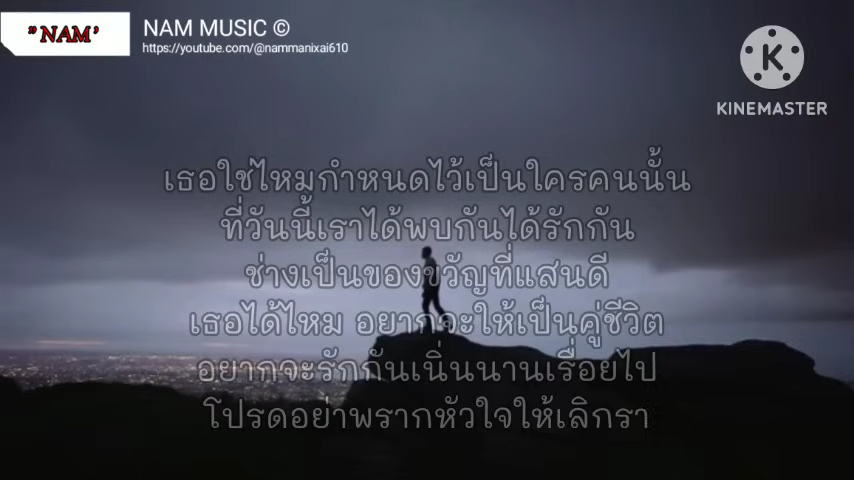 "NAM'
NAM MUSIC ©
https://youtube.com/@nammanixai610
K
KINEMASTER
เธอใช่ไหมกำหนดไว้เป็นใครคนนั้น
ที่วันนี้เราได้พบกันได้รักกัน
ช่างเป็นของขวัญที่แสนดี
เธอได้ไหม อยากจะให้เป็นคู่ชีวิต
อยากจะรักกันเนิ่นนานเรื่อยไป
โปรดอย่าพรากหัวใจให้เลิกรา